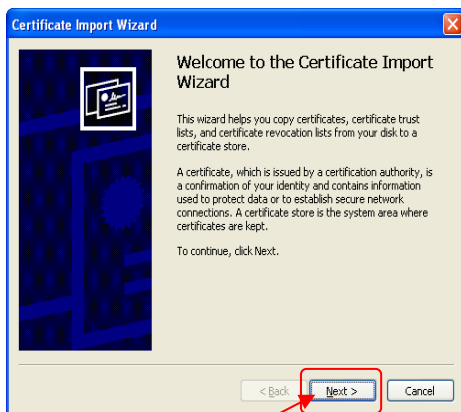 Certificate Import Wizard
Welcome to the Certificate Import
Wizard
This wizard helps you copy certificates, certificate trust
lists, and certificate revocation lists from your disk to a
certificate store.
A certificate, which is issued by a certification authority, is
a confirmation of your identity and contains information
used to protect data or to establish secure network
connections. A certificate store is the system area where
certificates are kept.
To continue, click Next.
< Back Next > Cancel